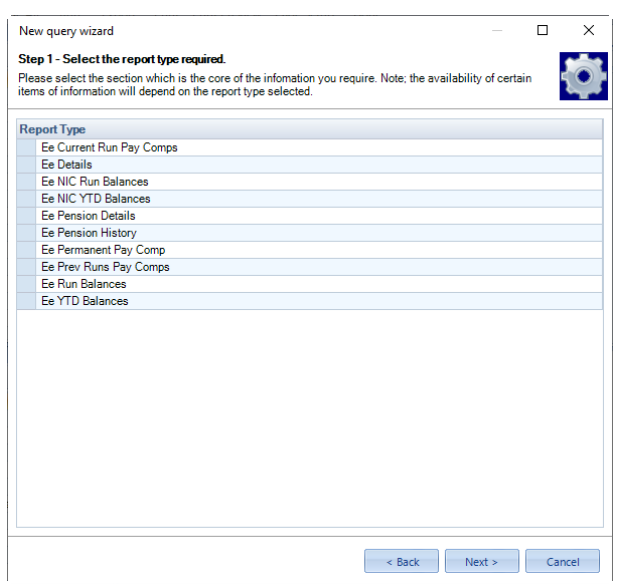 New query wizard
Step 1 - Select the report type required.
Please select the section which is the core of the infomation you require. Note; the availability of certain
items of information will depend on the report type selected.
Report Type
Ee Current Run Pay Comps
Ee Details
Ee NIC Run Balances
Ee NIC YTD Balances
Ee Pension Details
Ee Pension History
Ee Permanent Pay Comp
Ee Prev Runs Pay Comps
Ee Run Balances
Ee YTD Balances
< Back Next > Cancel